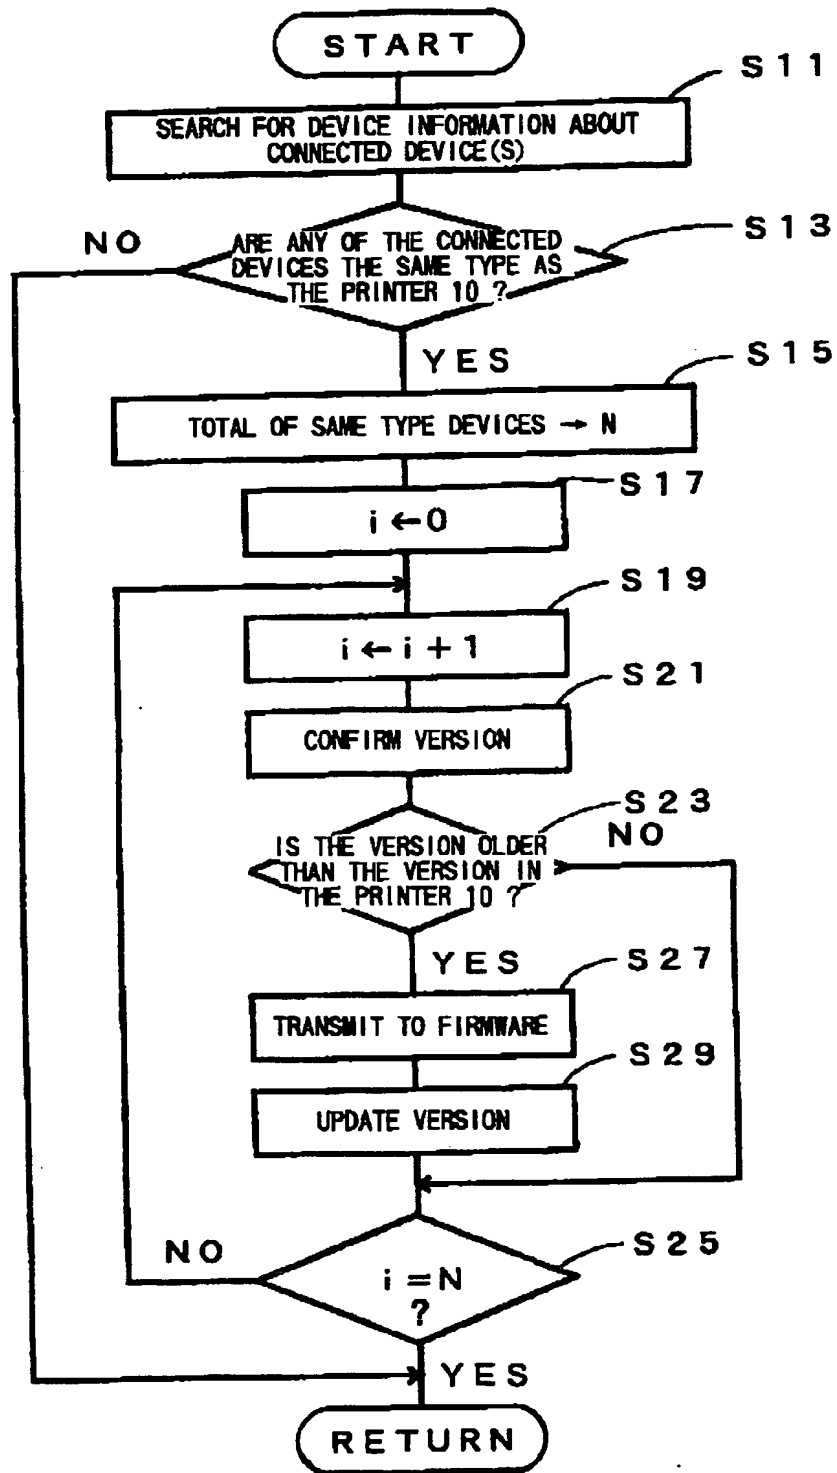 START
S11
SEARCH FOR DEVICE INFORMATION ABOUT
CONNECTED DEVICE(S)
S13
NO
ARE ANY OF THE CONNECTED
DEVICES THE SAME TYPE AS
THE PRINTER 10 ?
YES
S15
TOTAL OF SAME TYPE DEVICES → N
S17
i ← 0
S19
i ← i + 1
S21
CONFIRM VERSION
S23
IS THE VERSION OLDER
THAN THE VERSION IN
THE PRINTER 10 ?
NO
YES
S27
TRANSMIT TO FIRMWARE
S29
UPDATE VERSION
S25
NO
i = N
?
YES
RETURN